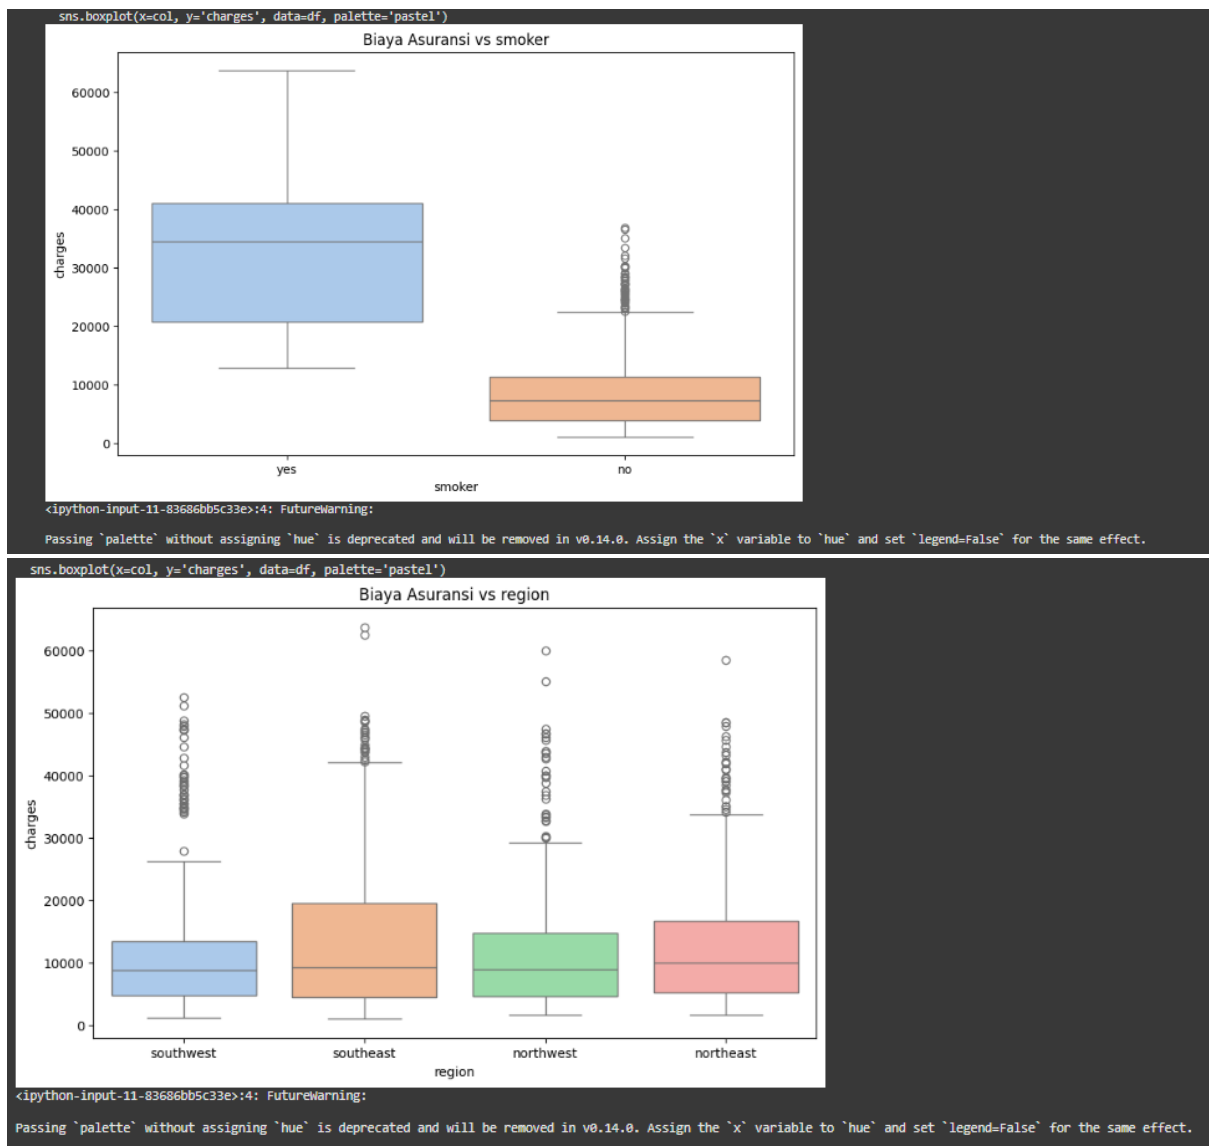 sns.boxplot(x=col, y='charges', data=df, palette='pastel')
Biaya Asuransi vs smoker
60000
50000
40000
30000
20000
10000
0
charges
yes no
smoker
<ipython-input-11-83686bb5c33e>:4: FutureWarning:
Passing `palette` without assigning `hue` is deprecated and will be removed in v0.14.0. Assign the `x` variable to `hue` and set `legend=False` for the same effect.
sns.boxplot(x=col, y='charges', data=df, palette='pastel')
Biaya Asuransi vs region
60000
50000
40000
30000
20000
10000
0
charges
southwest southeast northwest northeast
region
<ipython-input-11-83686bb5c33e>:4: FutureWarning:
Passing `palette` without assigning `hue` is deprecated and will be removed in v0.14.0. Assign the `x` variable to `hue` and set `legend=False` for the same effect.